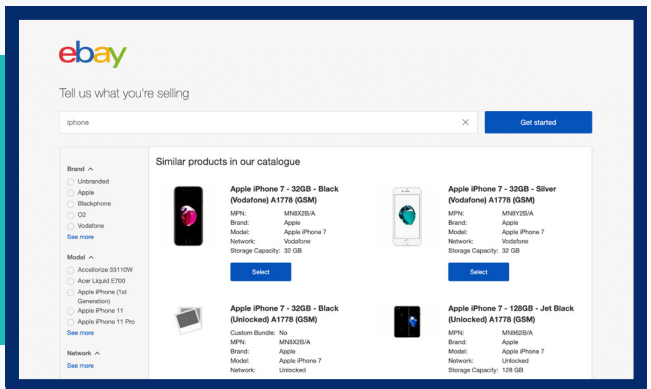 ebay
Tell us what you're selling
iphone
Get started
Brand
Unbranded
Apple
Blackphone
O2
Vodafone
See more
Model
Accellorize 33110W
Acer Liquid E700
Apple iPhone (1st
Generation)
Apple iPhone 11
Apple iPhone 11 Pro
See more
Network
See more
Similar products in our catalogue
Apple iPhone 7 - 32GB - Black
(Vodafone) A1778 (GSM)
MPN: MN8X2B/A
Brand: Apple
Model: Apple iPhone 7
Network: Vodafone
Storage Capacity: 32 GB
Select
Apple iPhone 7 - 32GB - Silver
(Vodafone) A1778 (GSM)
MPN: MN8Y2B/A
Brand: Apple
Model: Apple iPhone 7
Network: Vodafone
Storage Capacity: 32 GB
Select
Apple iPhone 7 - 32GB - Black
(Unlocked) A1778 (GSM)
Custom Bundle: No
MPN: MN8X2B/A
Brand: Apple
Model: Apple iPhone 7
Network: Unlocked
Apple iPhone 7 - 128GB - Jet Black
(Unlocked) A1778 (GSM)
MPN: MN962B/A
Brand: Apple
Model: Apple iPhone 7
Network: Unlocked
Storage Capacity: 128 GB